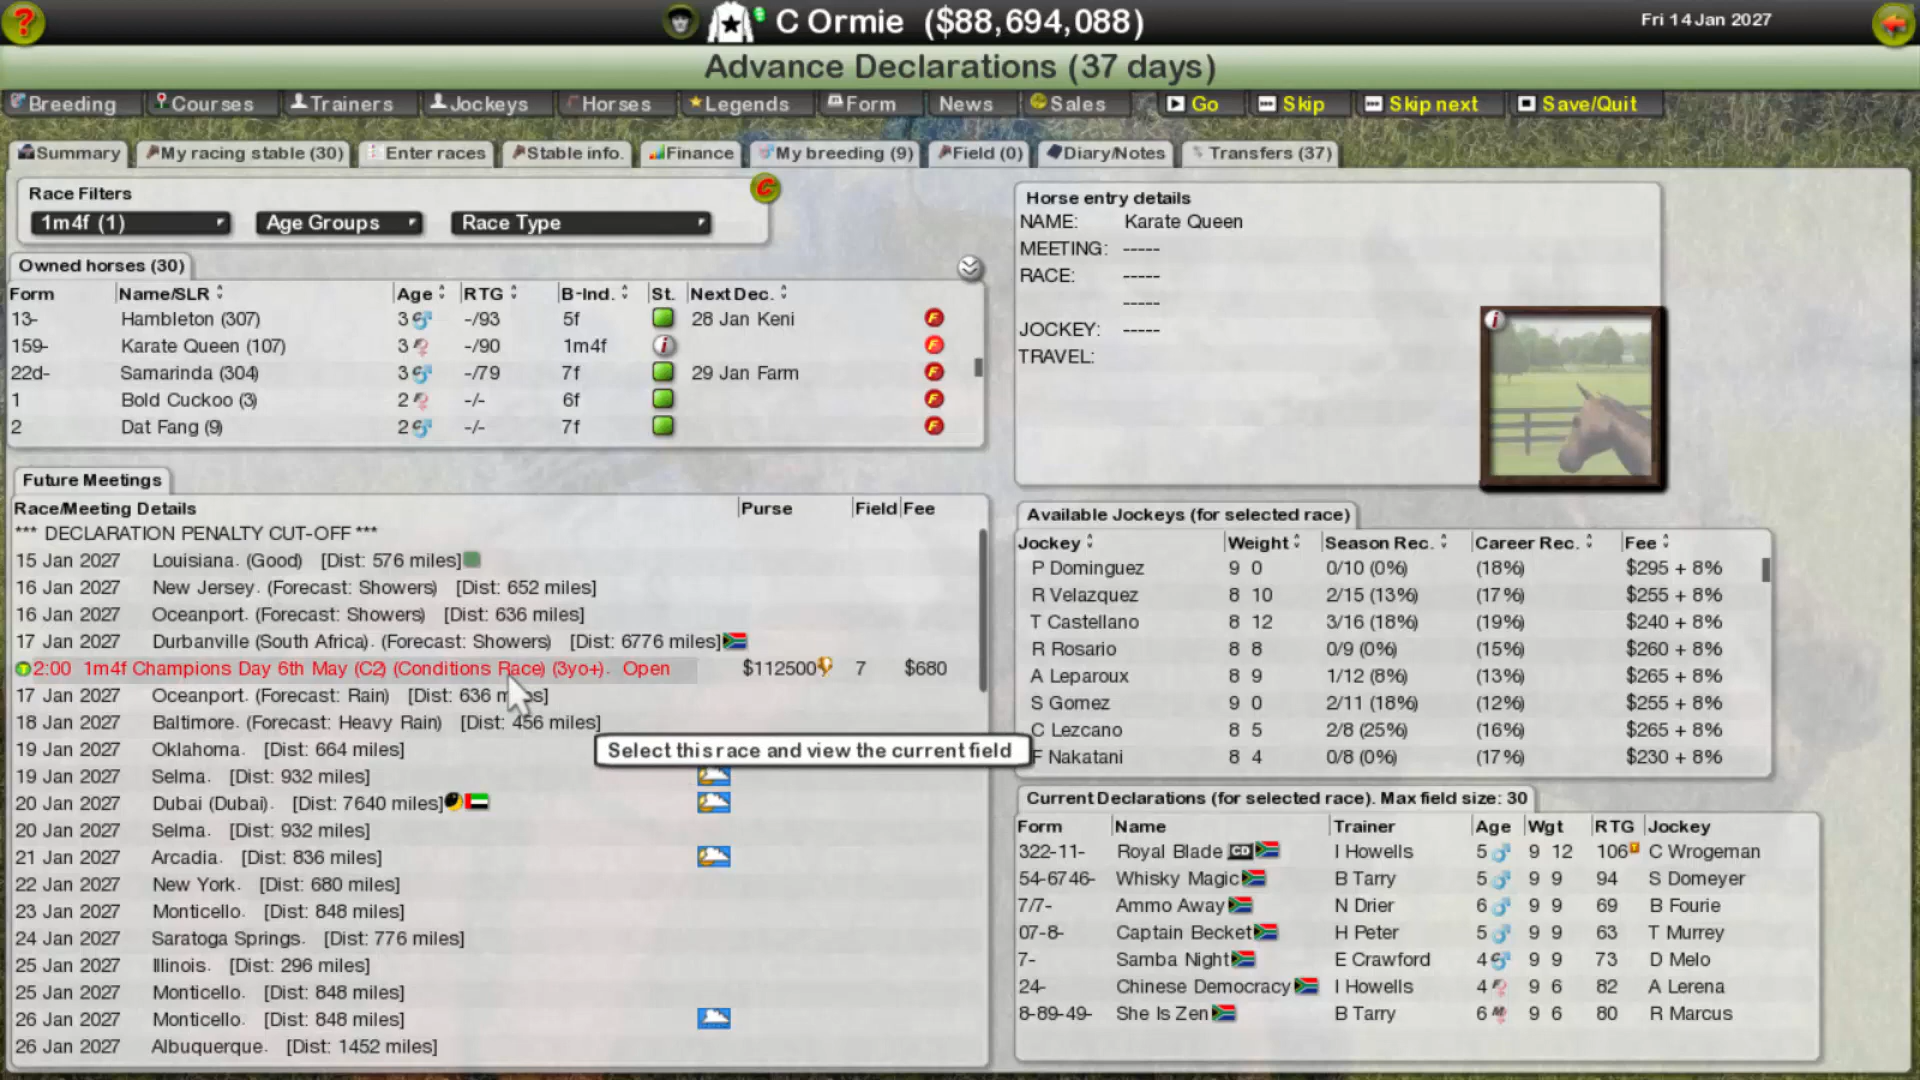 C Ormie ($88,694,088)
Fri 14 Jan 2027
Advance Declarations (37 days)
Breeding Courses Trainers Jockeys Horses Legends Form News Sales Go Skip Skip next Save/Quit
Summary My racing stable (30) Enter races Stable info. Finance My breeding (9) Field (0) Diary/Notes Transfers (37)
Race Filters
1m4f (1) Age Groups Race Type
Owned horses (30)
Form Name/SLR Age RTG B-Ind. St. Next Dec.
13- Hambleton (307) 3 -/93 5f 28 Jan Keni
159- Karate Queen (107) 3 -/90 1m4f
22d- Samarinda (304) 3 -/79 7f 29 Jan Farm
1 Bold Cuckoo (3) 2 -/- 6f
2 Dat Fang (9) 2 -/- 7f
Future Meetings
Race/Meeting Details Purse Field Fee
*** DECLARATION PENALTY CUT-OFF ***
15 Jan 2027 Louisiana. (Good) [Dist: 576 miles]
16 Jan 2027 New Jersey. (Forecast: Showers) [Dist: 652 miles]
16 Jan 2027 Oceanport. (Forecast: Showers) [Dist: 636 miles]
17 Jan 2027 Durbanville (South Africa). (Forecast: Showers) [Dist: 6776 miles]
2:00 1m4f Champions Day 6th May (C2) (Conditions Race) (3yo+). Open $112500 7 $680
17 Jan 2027 Oceanport. (Forecast: Rain) [Dist: 636 miles]
18 Jan 2027 Baltimore. (Forecast: Heavy Rain) [Dist: 456 miles]
19 Jan 2027 Oklahoma. [Dist: 664 miles]
Select this race and view the current field
19 Jan 2027 Selma. [Dist: 932 miles]
20 Jan 2027 Dubai (Dubai). [Dist: 7640 miles]
20 Jan 2027 Selma. [Dist: 932 miles]
21 Jan 2027 Arcadia. [Dist: 836 miles]
22 Jan 2027 New York. [Dist: 680 miles]
23 Jan 2027 Monticello. [Dist: 848 miles]
24 Jan 2027 Saratoga Springs. [Dist: 776 miles]
25 Jan 2027 Illinois. [Dist: 296 miles]
25 Jan 2027 Monticello. [Dist: 848 miles]
26 Jan 2027 Monticello. [Dist: 848 miles]
26 Jan 2027 Albuquerque. [Dist: 1452 miles]
Horse entry details
NAME: Karate Queen
MEETING: -----
RACE: -----
-----
JOCKEY: -----
TRAVEL:
Available Jockeys (for selected race)
Jockey Weight Season Rec. Career Rec. Fee
P Dominguez 9 0 0/10 (0%) (18%) $295 + 8%
R Velazquez 8 10 2/15 (13%) (17%) $255 + 8%
T Castellano 8 12 3/16 (18%) (19%) $240 + 8%
R Rosario 8 8 0/9 (0%) (15%) $260 + 8%
A Leparoux 8 9 1/12 (8%) (13%) $265 + 8%
S Gomez 9 0 2/11 (18%) (12%) $255 + 8%
C Lezcano 8 5 2/8 (25%) (16%) $265 + 8%
F Nakatani 8 4 0/8 (0%) (17%) $230 + 8%
Current Declarations (for selected race). Max field size: 30
Form Name Trainer Age Wgt RTG Jockey
322-11- Royal Blade CD I Howells 5 9 12 106 C Wrogeman
54-6746- Whisky Magic B Tarry 5 9 9 94 S Domeyer
7/7- Ammo Away N Drier 6 9 9 69 B Fourie
07-8- Captain Becket H Peter 5 9 9 63 T Murrey
7- Samba Night E Crawford 4 9 9 73 D Melo
24- Chinese Democracy I Howells 4 9 6 82 A Lerena
8-89-49- She Is Zen B Tarry 6 9 6 80 R Marcus